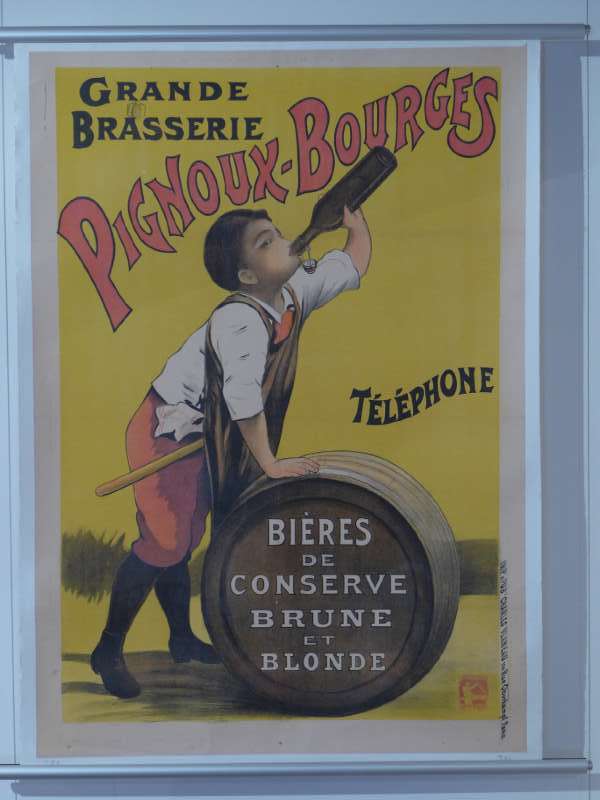 GRANDE
BRASSERIE
PIGNOUX-BOURGES
TÉLÉPHONE
BIÈRES
DE
CONSERVE
BRUNE
ET
BLONDE